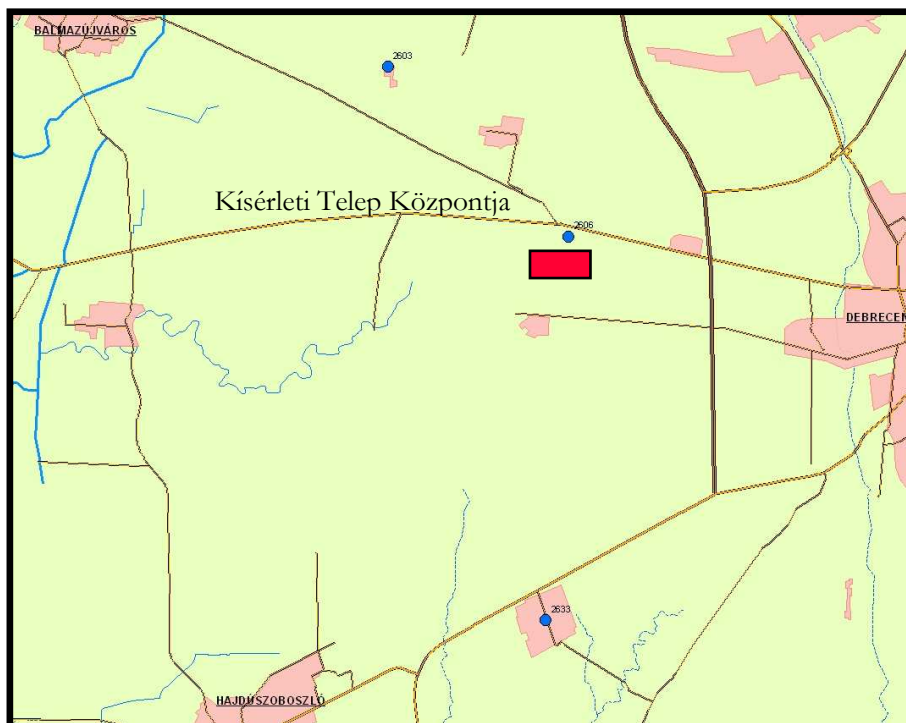 BALMAZÚJVÁROS
2603
Kísérleti Telep Központja
2606
DEBRECEN
2633
HAJDÚSZOBOSZLÓ